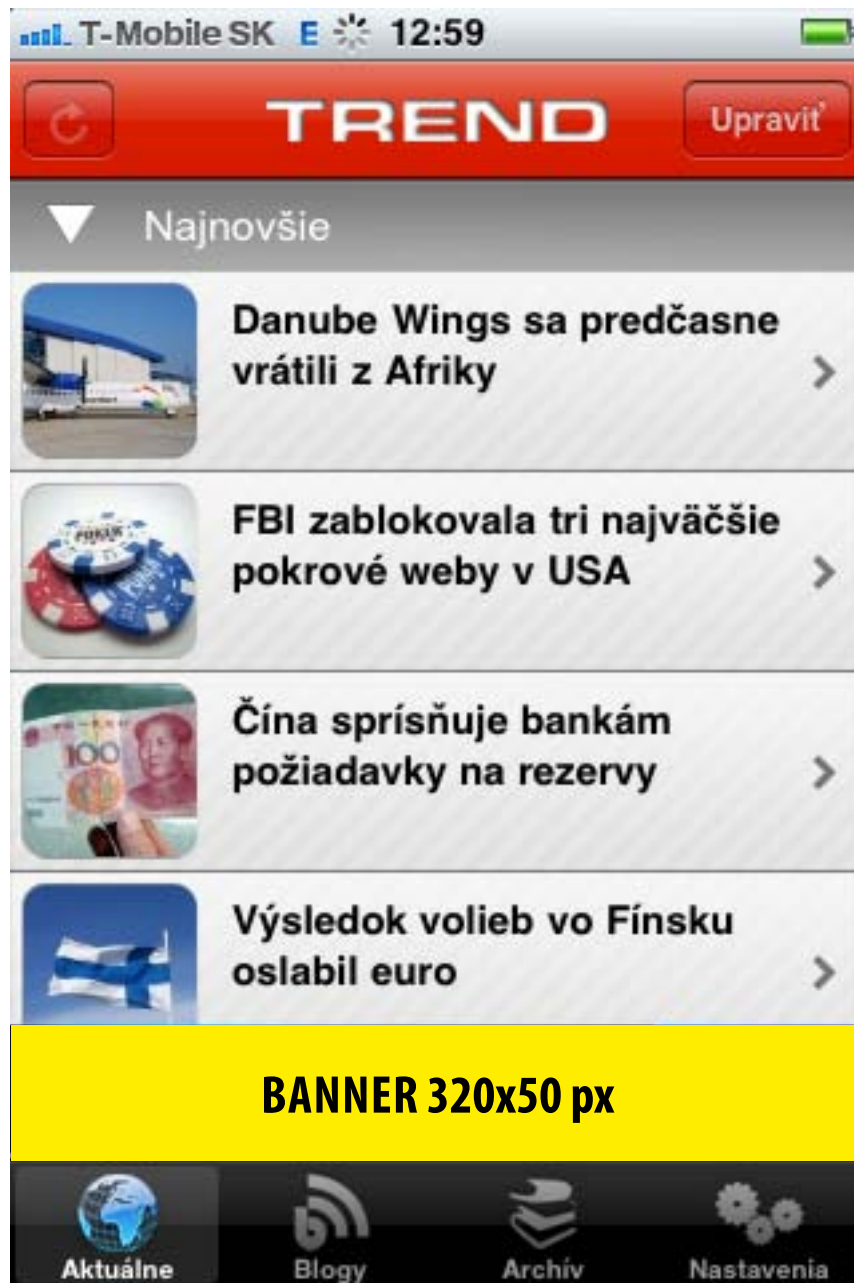 T-Mobile SK E 12:59
TREND
Upraviť
Najnovšie
Danube Wings sa predčasne
vrátili z Afriky
FBI zablokovala tri najväčšie
pokrové weby v USA
POKER
Čína sprísňuje bankám
požiadavky na rezervy
100
Výsledok volieb vo Fínsku
oslabil euro
BANNER 320x50 px
Aktuálne
Blogy
Archív
Nastavenia